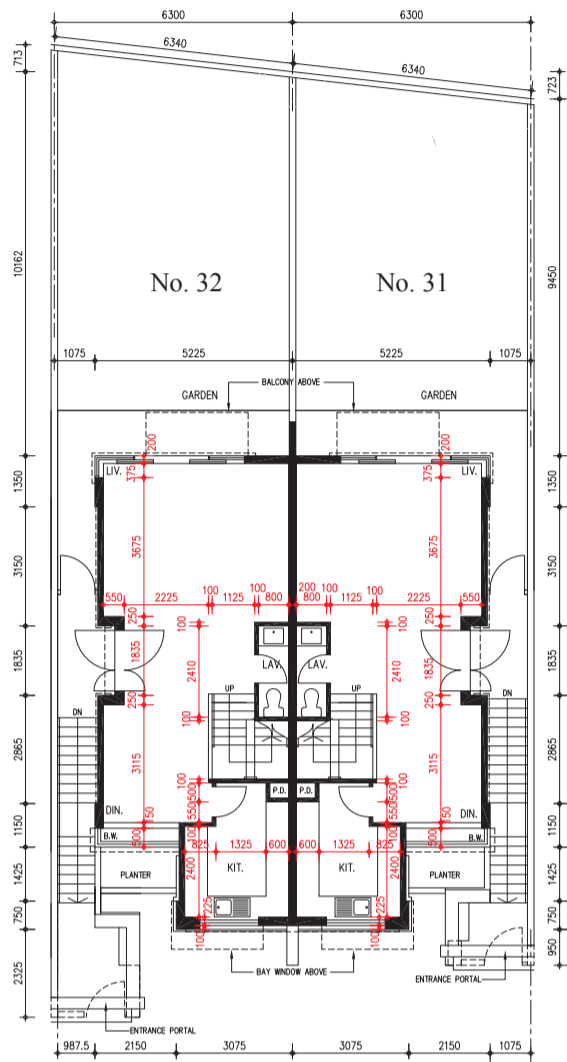 6300 6300
6340
6340
713
723
10162
9450
No. 32 No. 31
1075 5225 5225 1075
BALCONY ABOVE
GARDEN GARDEN
200
LIV. LIV.
375 375
1350 1350
3675 3675
3150 3150
100 100 200 100
550 2225 1125 800 800 1125 2225 550
100
250 250
100 100
1835 1835 1835 1835
LAV. LAV.
2410 2410
UP UP
250 250
DN DN
100 100
2865 2865
3115 3115
100 100
500 500
P.D. P.D.
550 550
DIN. DIN.
150 150
1150 1150
B.W. B.W.
500 500
100 100
825 1325 600 600 1325 825
KIT. KIT.
2400 2400
PLANTER PLANTER
1425 1425
225 225
750 750
100 100
2325
950
BAY WINDOW ABOVE
ENTRANCE PORTAL
ENTRANCE PORTAL
987.5 2150 3075 3075 2150 1075